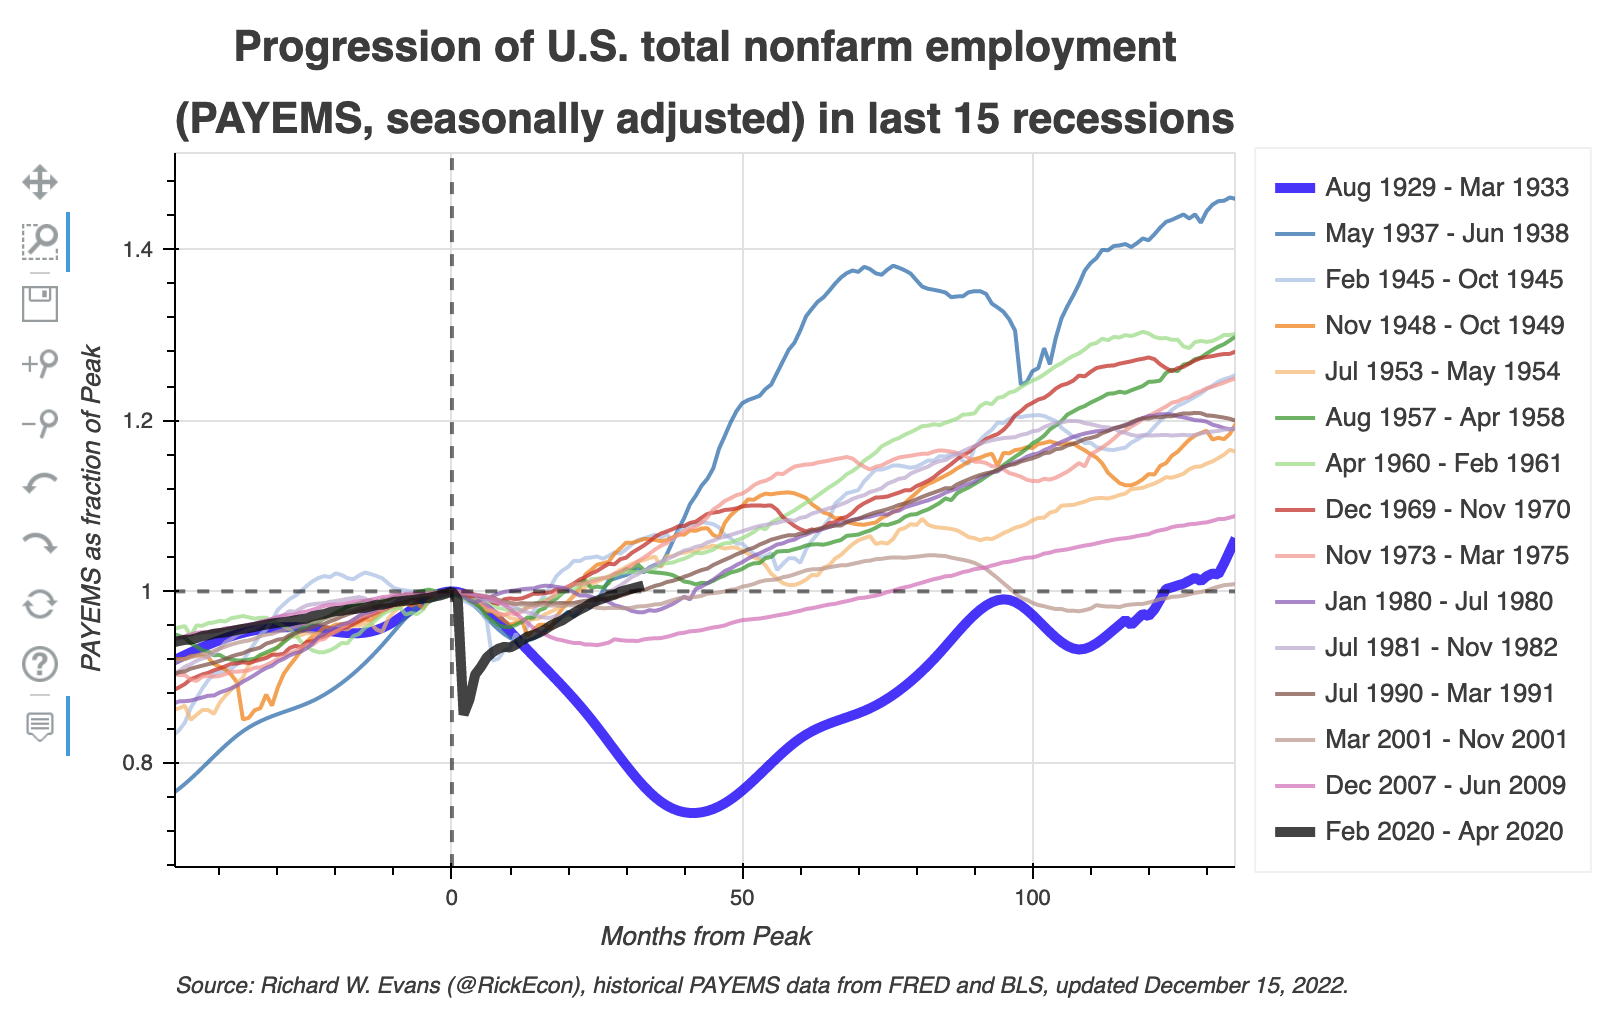 Progression of U.S. total nonfarm employment
(PAYEMS, seasonally adjusted) in last 15 recessions
PAYEMS as fraction of Peak
1.4
1.2
1
0.8
0
50
100
Months from Peak
Aug 1929 - Mar 1933
May 1937 - Jun 1938
Feb 1945 - Oct 1945
Nov 1948 - Oct 1949
Jul 1953 - May 1954
Aug 1957 - Apr 1958
Apr 1960 - Feb 1961
Dec 1969 - Nov 1970
Nov 1973 - Mar 1975
Jan 1980 - Jul 1980
Jul 1981 - Nov 1982
Jul 1990 - Mar 1991
Mar 2001 - Nov 2001
Dec 2007 - Jun 2009
Feb 2020 - Apr 2020
Source: Richard W. Evans (@RickEcon), historical PAYEMS data from FRED and BLS, updated December 15, 2022.